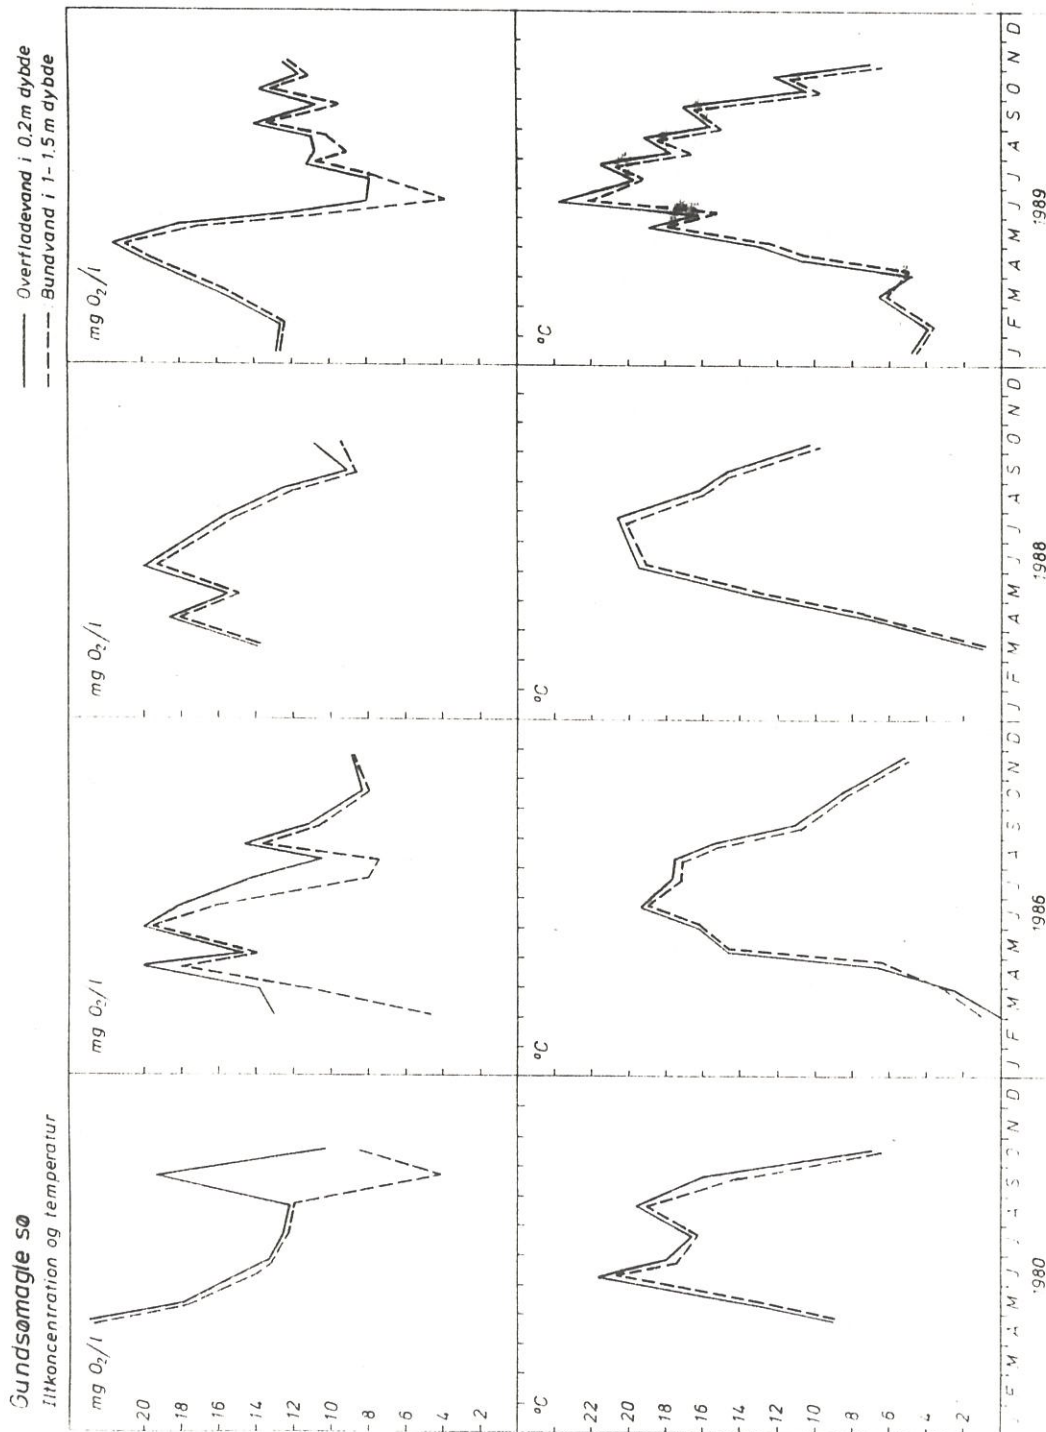 Gundsømagle sø
Iltkoncentration og temperatur
——— Overfladevand i 0.2m dybde
– – – Bundvand i 1-1.5m dybde
mg O₂/l
mg O₂/l
mg O₂/l
mg O₂/l
20
18
16
14
12
10
8
6
4
2
°C
°C
°C
°C
22
20
18
16
14
12
10
8
6
4
2
J F M A M J J A S O N D
J F M A M J J A S O N D
J F M A M J J A S O N D
J F M A M J J A S O N D
1980
1986
1988
1989